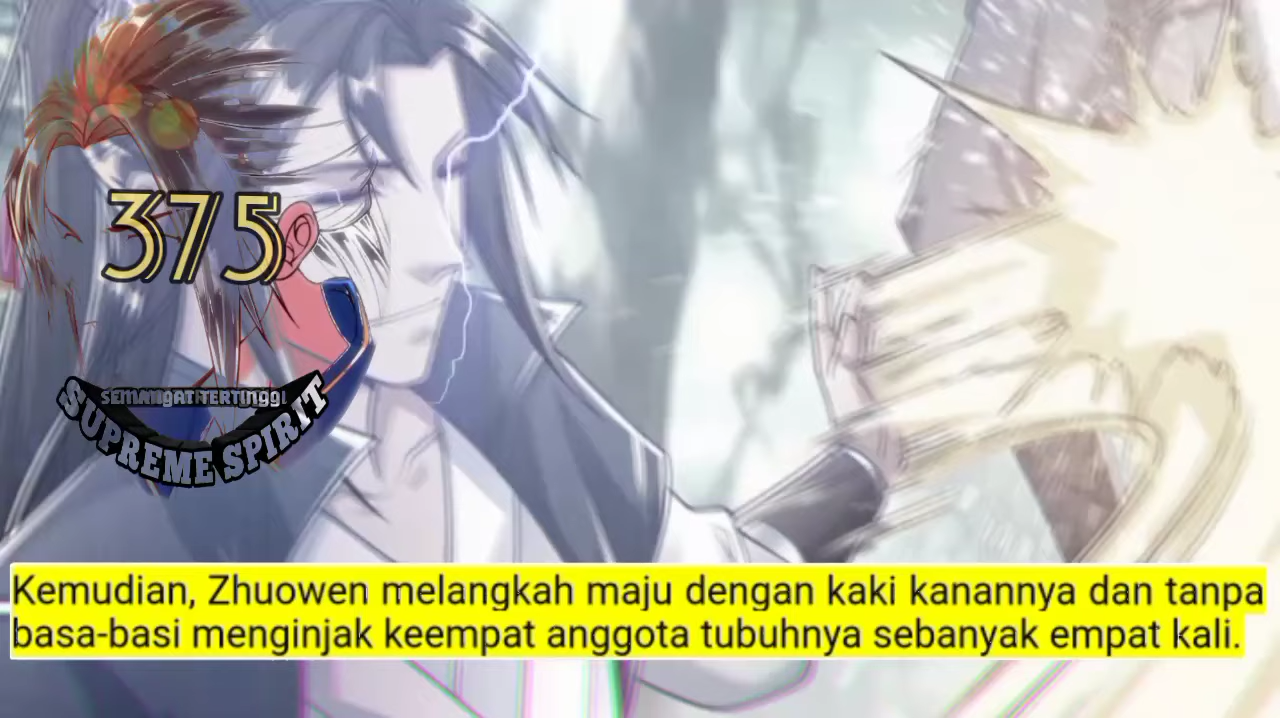 375
SEMANGAT TERTINGGI
SUPREME SPIRIT
Kemudian, Zhuowen melangkah maju dengan kaki kanannya dan tanpa
basa-basi menginjak keempat anggota tubuhnya sebanyak empat kali.